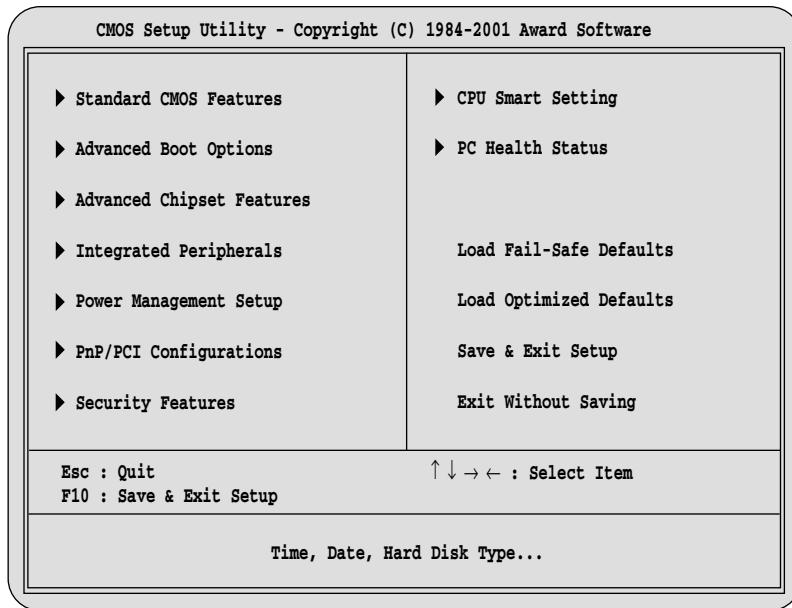 CMOS Setup Utility - Copyright (C) 1984-2001 Award Software
Standard CMOS Features
Advanced Boot Options
Advanced Chipset Features
Integrated Peripherals
Power Management Setup
PnP/PCI Configurations
Security Features
CPU Smart Setting
PC Health Status
Load Fail-Safe Defaults
Load Optimized Defaults
Save & Exit Setup
Exit Without Saving
Esc : Quit
F10 : Save & Exit Setup
↑ ↓ → ← : Select Item
Time, Date, Hard Disk Type...